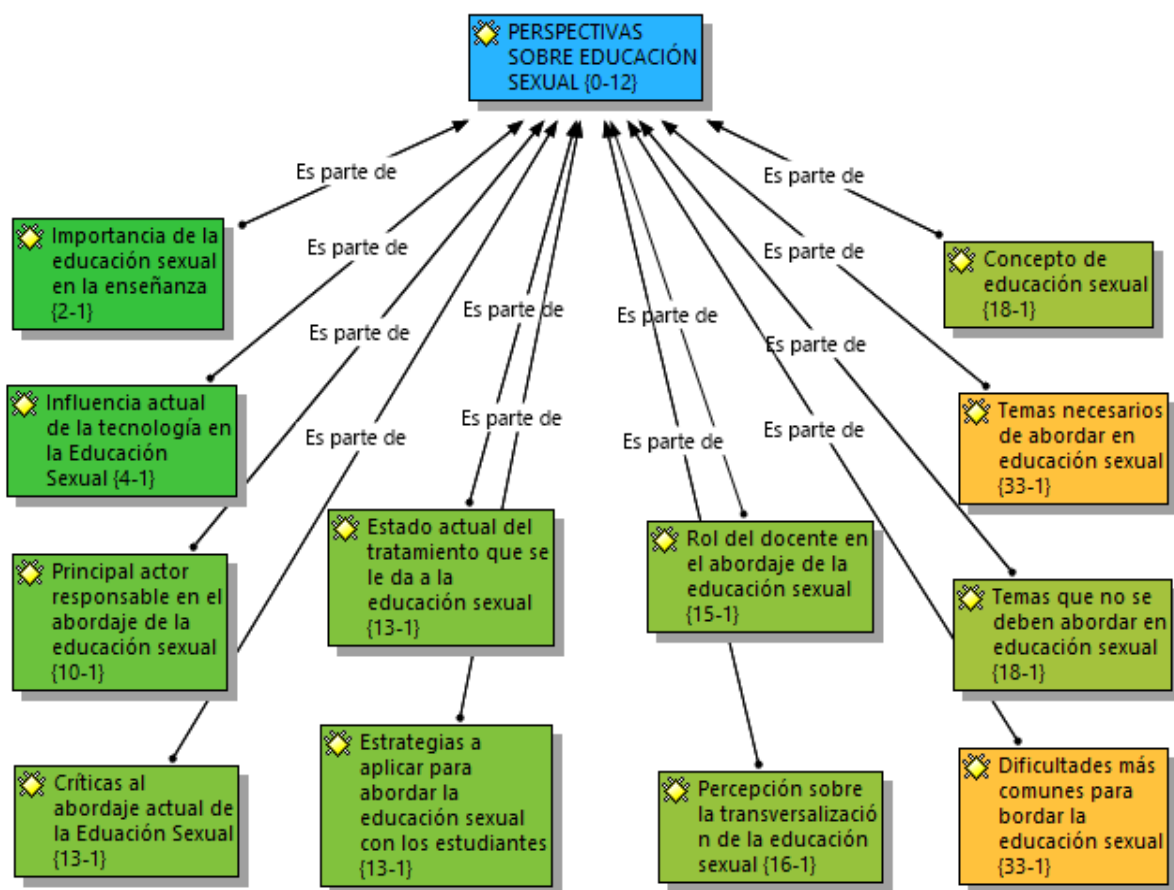 PERSPECTIVAS
SOBRE EDUCACIÓN
SEXUAL {0-12}
Es parte de
Es parte de
Importancia de la
educación sexual
en la enseñanza
{2-1}
Es parte de
Es parte de
Concepto de
educación sexual
{18-1}
Es parte de
Es parte de
Es parte de
Es parte de
Es parte de
Influencia actual
de la tecnología en
la Educación
Sexual {4-1}
Es parte de
Es parte de
Es parte de
Es parte de
Temas necesarios
de abordar en
educación sexual
{33-1}
Estado actual del
tratamiento que se
le da a la
educación sexual
{13-1}
Rol del docente en
el abordaje de la
educación sexual
{15-1}
Principal actor
responsable en el
abordaje de la
educación sexual
{10-1}
Temas que no se
deben abordar en
educación sexual
{18-1}
Críticas al
abordaje actual de
la Eduación Sexual
{13-1}
Estrategias a
aplicar para
abordar la
educación sexual
con los estudiantes
{13-1}
Percepción sobre
la transversalizació
n de la educación
sexual {16-1}
Dificultades más
comunes para
bordar la
educación sexual
{33-1}